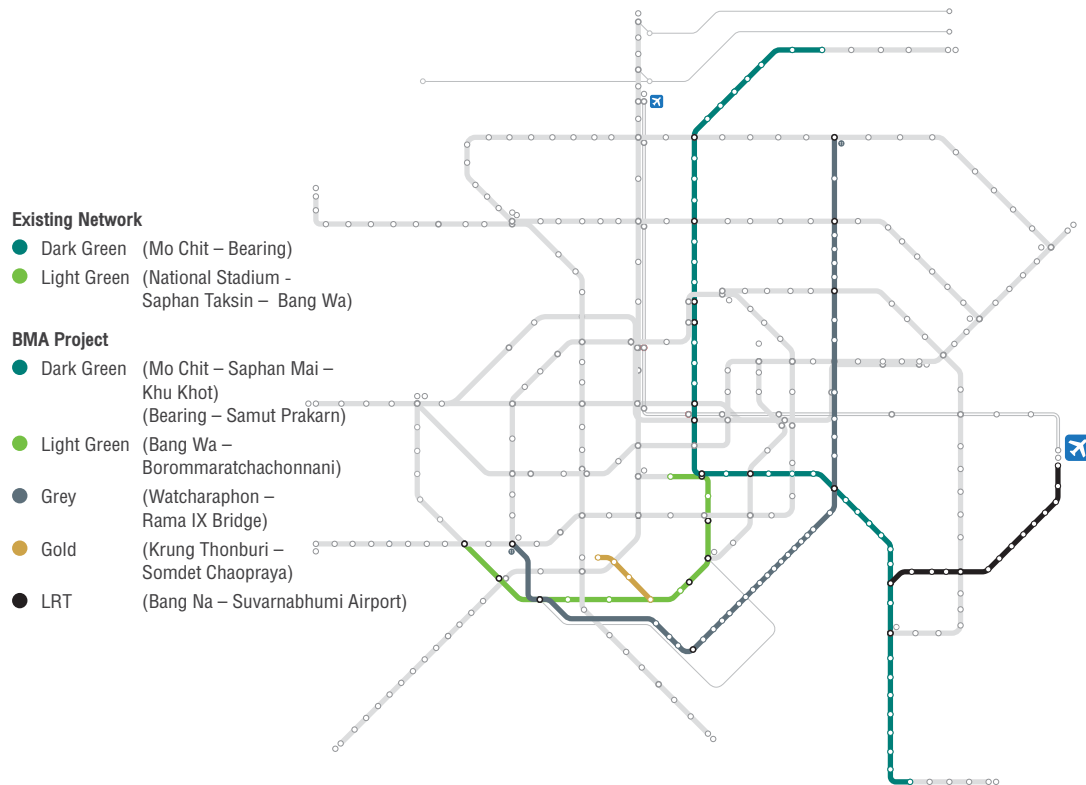 Existing Network
Dark Green (Mo Chit – Bearing)
Light Green (National Stadium -
Saphan Taksin – Bang Wa)
BMA Project
Dark Green (Mo Chit – Saphan Mai –
Khu Khot)
(Bearing – Samut Prakarn)
Light Green (Bang Wa –
Borommaratchachonnani)
Grey (Watcharaphon –
Rama IX Bridge)
Gold (Krung Thonburi –
Somdet Chaopraya)
LRT (Bang Na – Suvarnabhumi Airport)